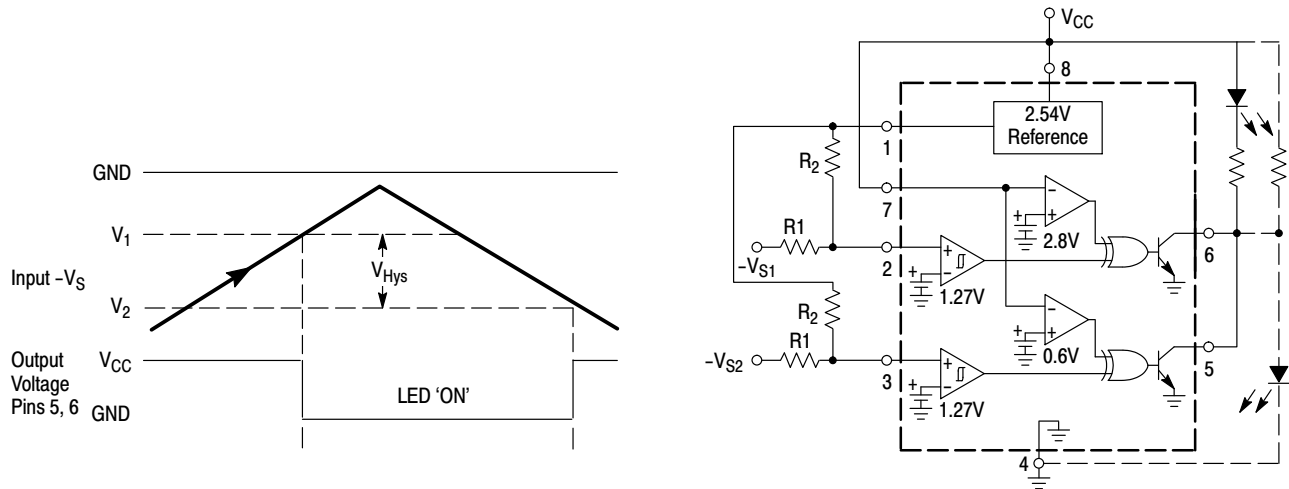 GND
V1
Input –VS
VHys
V2
Output
Voltage
Pins 5, 6
VCC
GND
LED 'ON'
VCC
8
2.54V
Reference
1
R2
7
–
+
+
2.8V
R1
–VS1
2
+
–
+
1.27V
6
R2
–
+
+
0.6V
R1
–VS2
3
+
–
+
1.27V
5
4